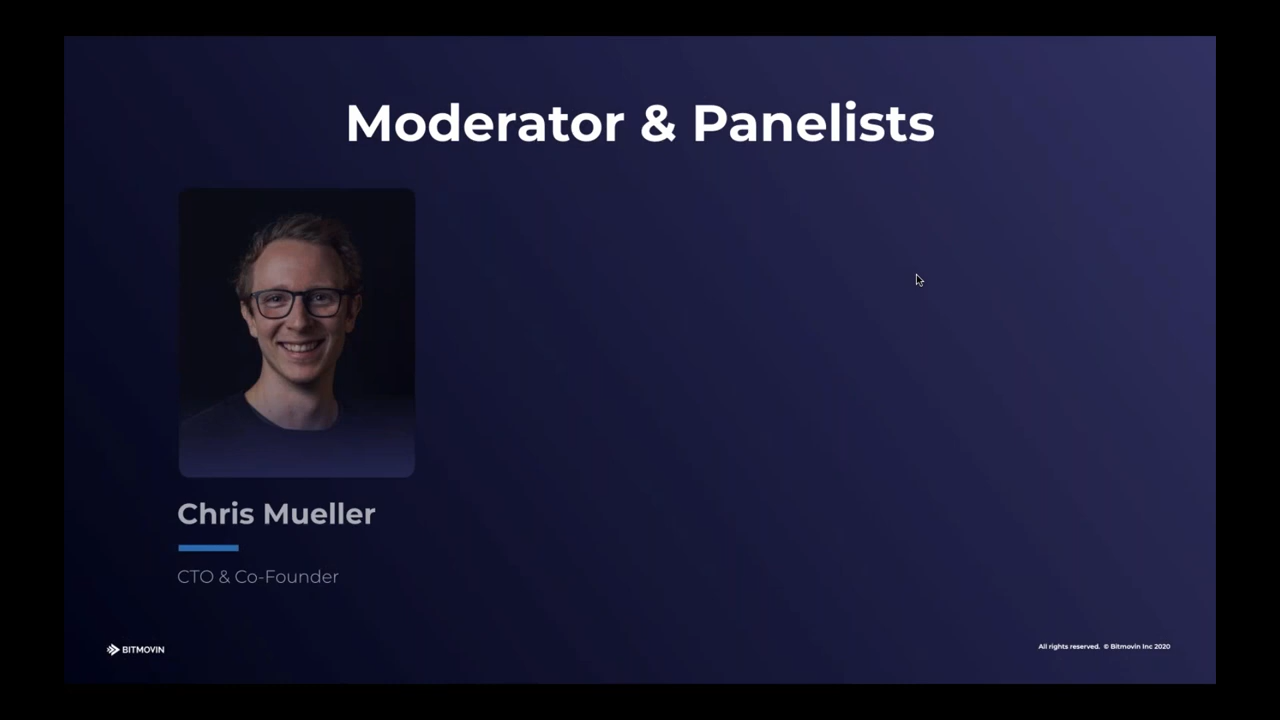 Moderator & Panelists
Chris Mueller
CTO & Co-Founder
BITMOVIN
All rights reserved. © Bitmovin Inc 2020